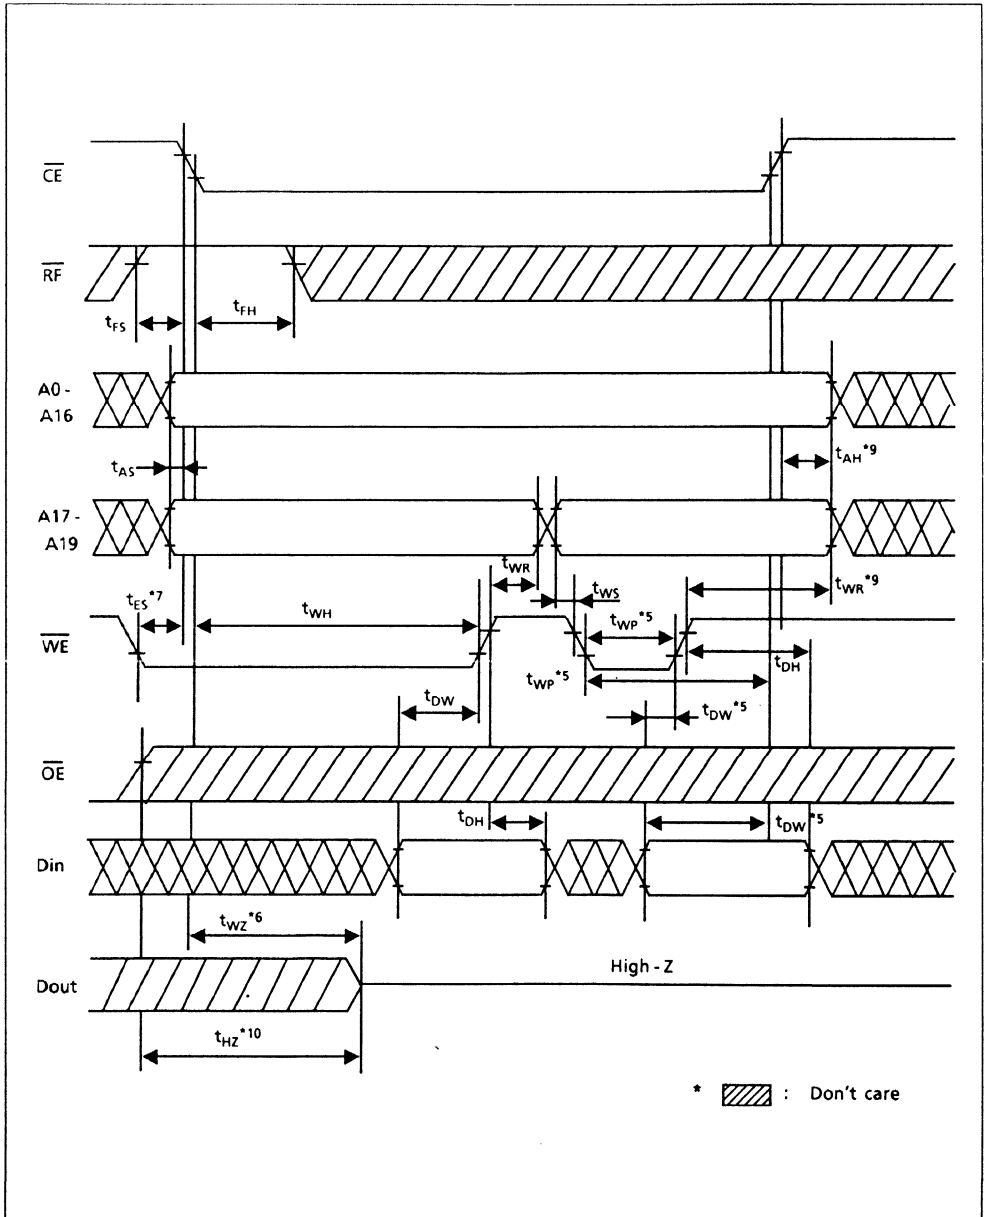 CE
RF
tFS
tFH
A0 -
A16
tAS
tAH*9
A17 -
A19
tWR
tWS
tWR*9
tES*7
tWH
tWP*5
WE
tWP*5
tDH
tDW
tDW*5
OE
tDH
tDW*5
Din
tWZ*6
High - Z
Dout
tHZ*10
* : Don't care